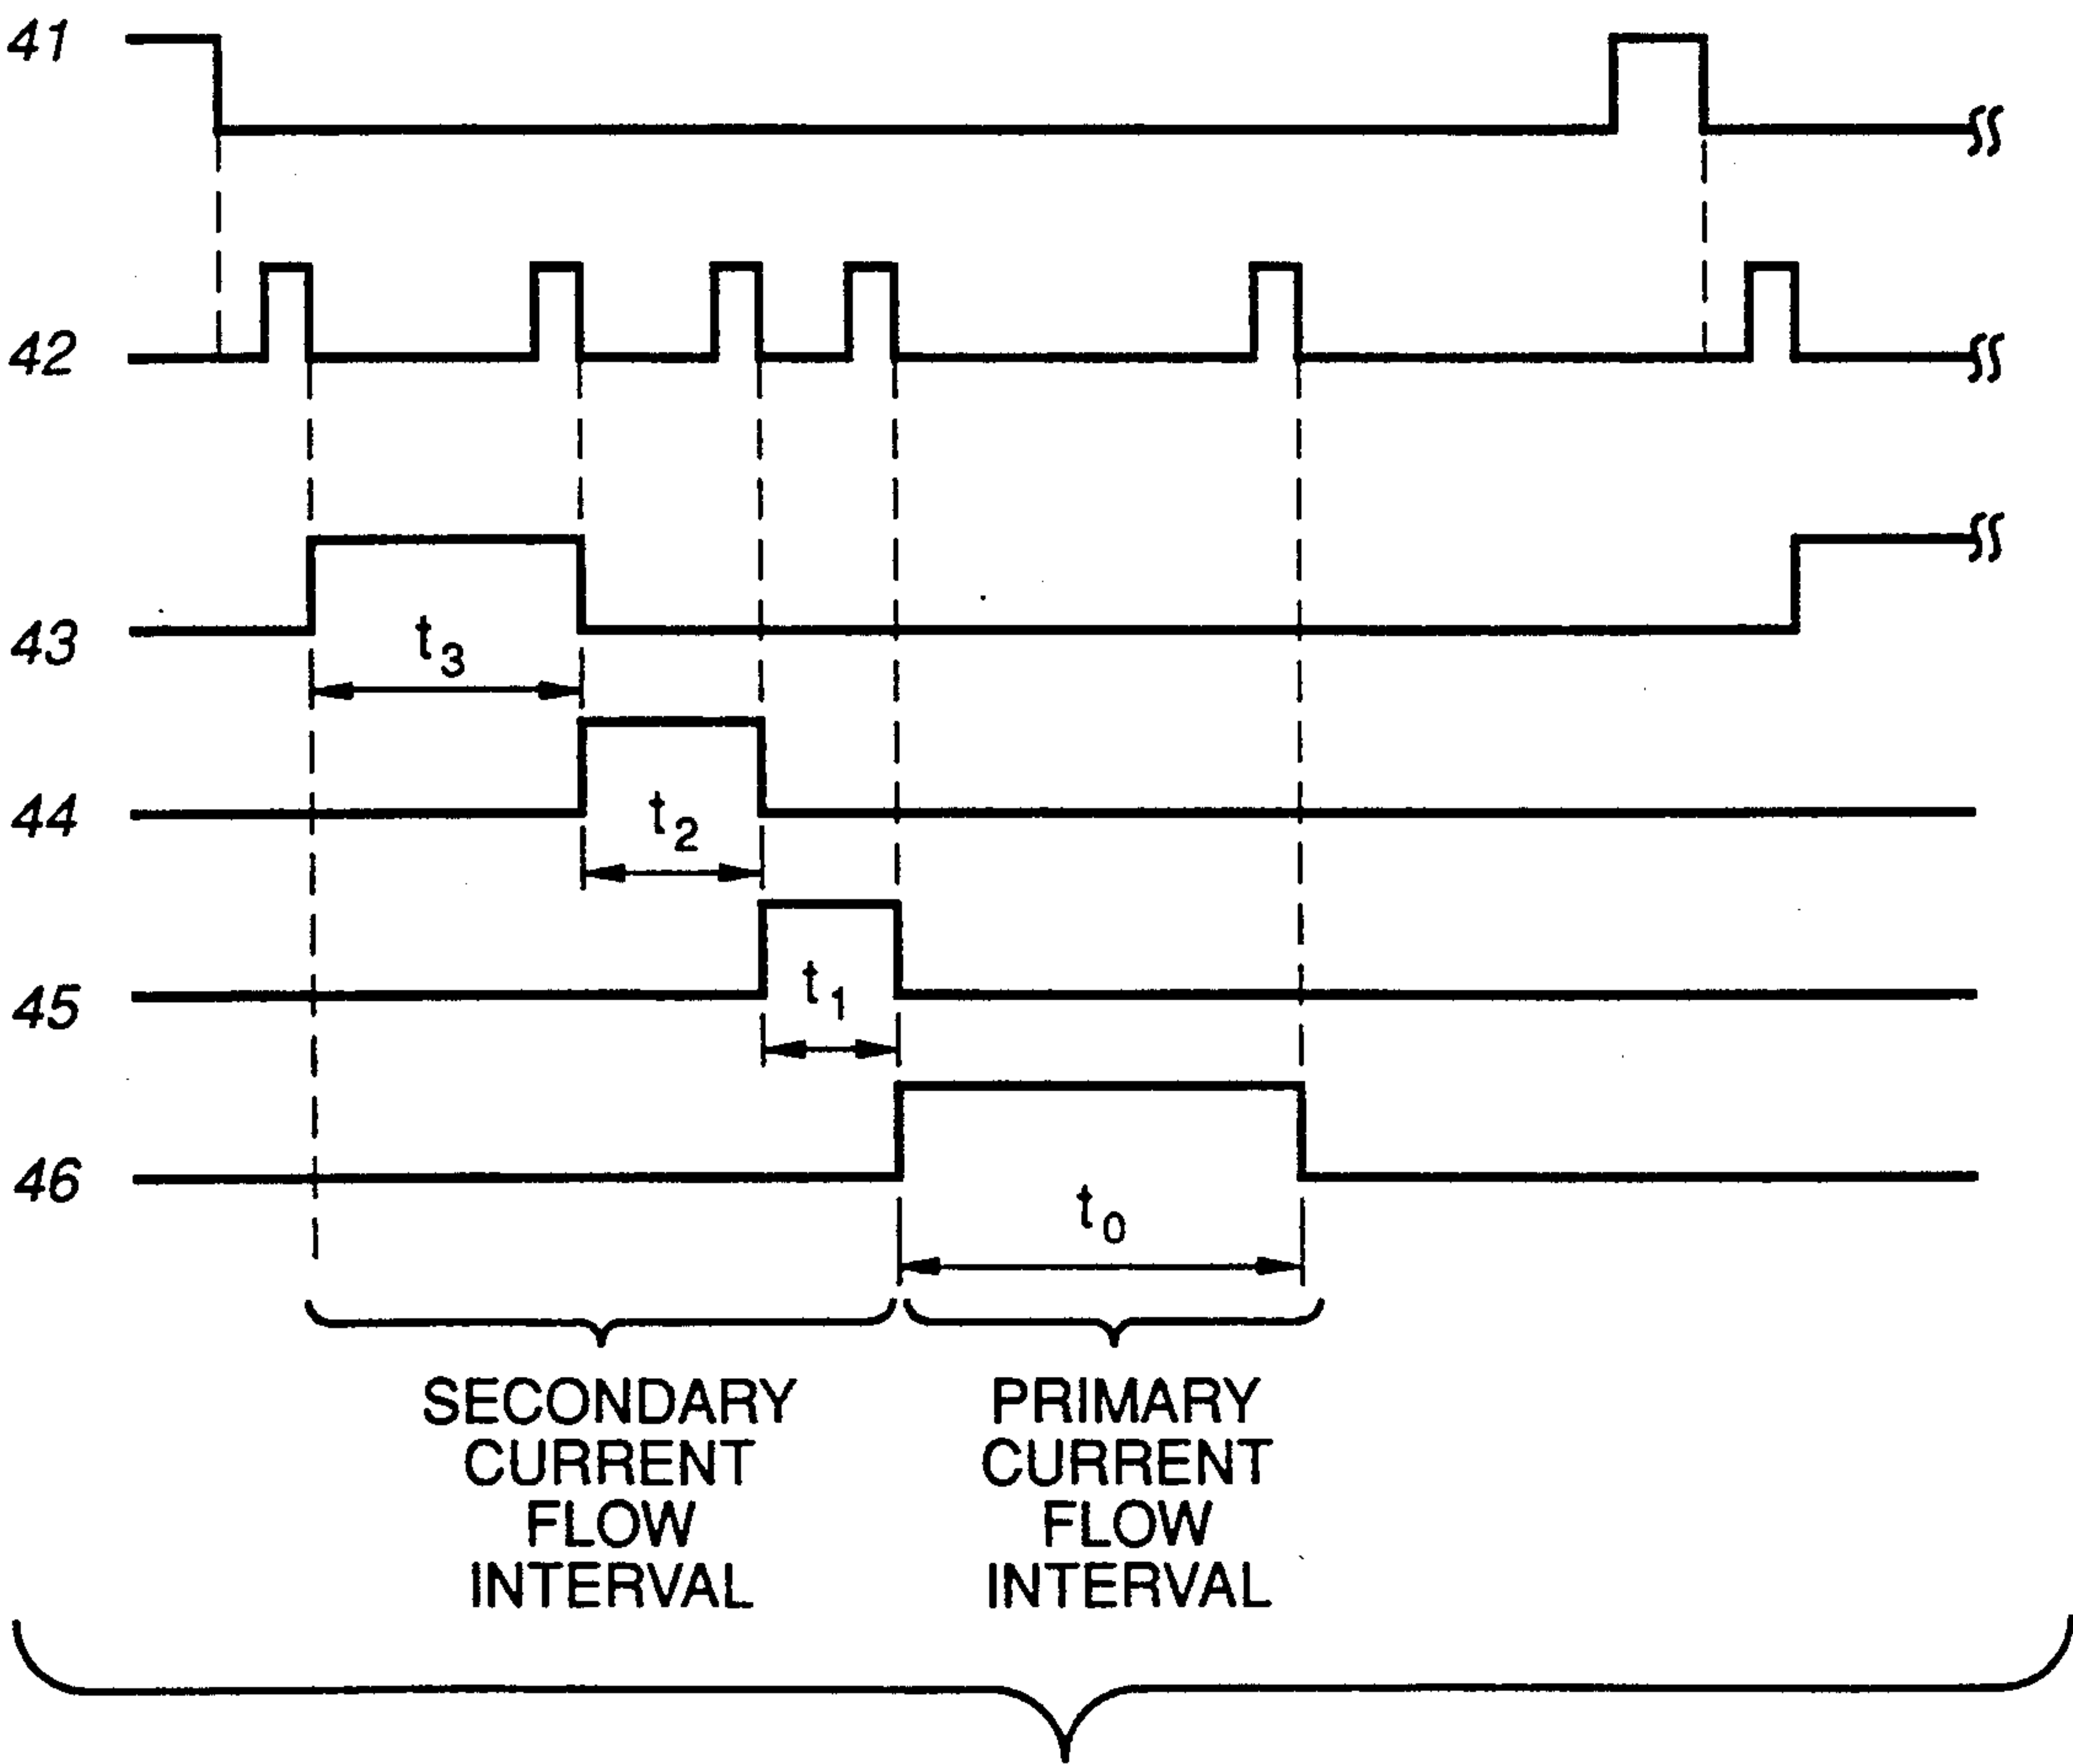 41
42
43
t3
44
t2
45
t1
46
t0
SECONDARY
CURRENT
FLOW
INTERVAL
PRIMARY
CURRENT
FLOW
INTERVAL